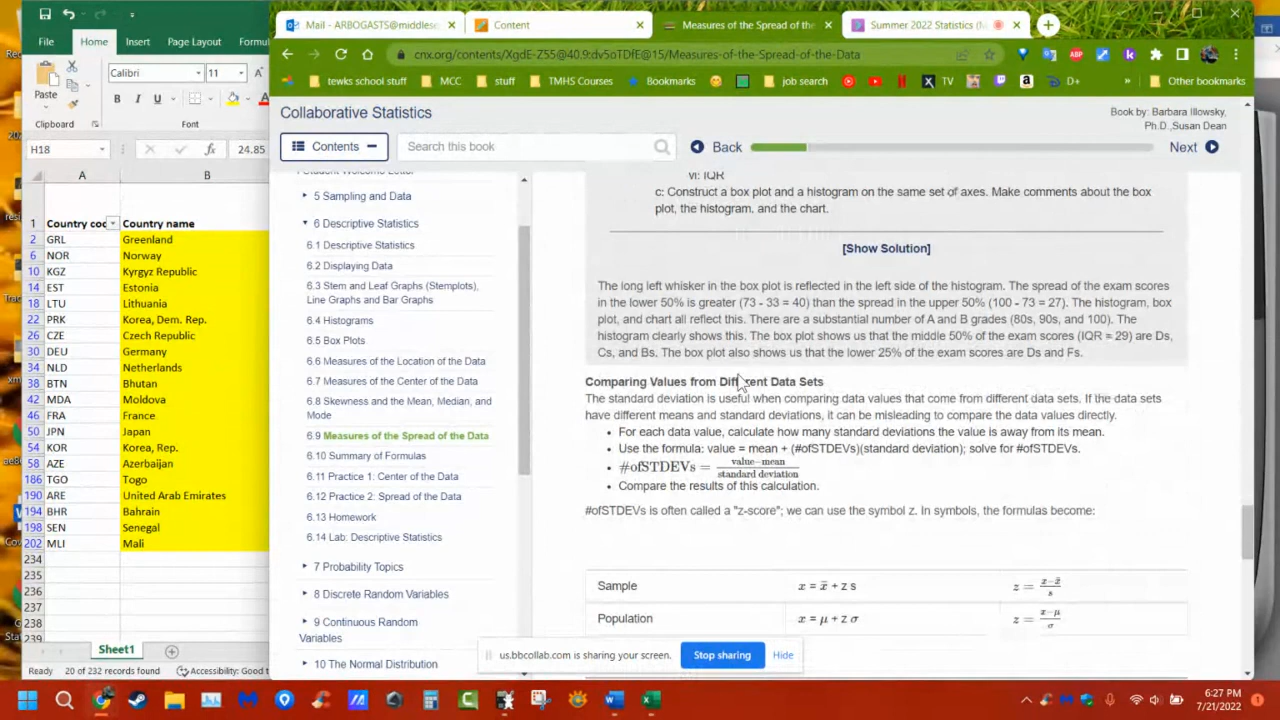 Mail - ARBOGASTS@middlese
Content
Measures of the Spread of the
Summer 2022 Statistics (M
cnx.org/contents/XgdE-Z55@40.9:dv5oTDfE@15/Measures-of-the-Spread-of-the-Data
tewks school stuff
MCC
stuff
TMHS Courses
Bookmarks
job search
TV
D+
Other bookmarks
File
Home
Insert
Page Layout
Formul
Calibri
11
Paste
B
I
U
Clipboard
Font
H18
fx
24.85
A
B
1 Country coc Country name
2 GRL Greenland
6 NOR Norway
10 KGZ Kyrgyz Republic
14 EST Estonia
18 LTU Lithuania
22 PRK Korea, Dem. Rep.
26 CZE Czech Republic
30 DEU Germany
34 NLD Netherlands
38 BTN Bhutan
42 MDA Moldova
46 FRA France
50 JPN Japan
54 KOR Korea, Rep.
58 AZE Azerbaijan
186 TGO Togo
190 ARE United Arab Emirates
194 BHR Bahrain
198 SEN Senegal
202 MLI Mali
234
235
236
237
238
239
Sheet1
Ready
20 of 232 records found
Accessibility: Good t
Collaborative Statistics
Book by: Barbara Illowsky,
Ph.D.,Susan Dean
Contents
Search this book
Back
Next
Student Welcome Letter
5 Sampling and Data
6 Descriptive Statistics
6.1 Descriptive Statistics
6.2 Displaying Data
6.3 Stem and Leaf Graphs (Stemplots),
Line Graphs and Bar Graphs
6.4 Histograms
6.5 Box Plots
6.6 Measures of the Location of the Data
6.7 Measures of the Center of the Data
6.8 Skewness and the Mean, Median, and
Mode
6.9 Measures of the Spread of the Data
6.10 Summary of Formulas
6.11 Practice 1: Center of the Data
6.12 Practice 2: Spread of the Data
6.13 Homework
6.14 Lab: Descriptive Statistics
7 Probability Topics
8 Discrete Random Variables
9 Continuous Random
Variables
10 The Normal Distribution
vi: IQR
c: Construct a box plot and a histogram on the same set of axes. Make comments about the box
plot, the histogram. and the chart.
[Show Solution]
The long left whisker in the box plot is reflected in the left side of the histogram. The spread of the exam scores
in the lower 50% is greater (73 - 33 = 40) than the spread in the upper 50% (100 - 73 = 27). The histogram, box
plot, and chart all reflect this. There are a substantial number of A and B grades (80s, 90s, and 100). The
histogram clearly shows this. The box plot shows us that the middle 50% of the exam scores (IQR = 29) are Ds,
Cs, and Bs. The box plot also shows us that the lower 25% of the exam scores are Ds and Fs.
Comparing Values from Different Data Sets
The standard deviation is useful when comparing data values that come from different data sets. If the data sets
have different means and standard deviations, it can be misleading to compare the data values directly.
• For each data value, calculate how many standard deviations the value is away from its mean.
• Use the formula: value = mean + (#ofSTDEVs)(standard deviation); solve for #ofSTDEVs.
• #ofSTDEVs = value−mean / standard deviation
• Compare the results of this calculation.
#ofSTDEVs is often called a "z-score"; we can use the symbol z. In symbols, the formulas become:
Sample x = x̄ + z s z = x−x̄ / s
Population x = μ + z σ z = x−μ / σ
us.bbcollab.com is sharing your screen.
Stop sharing
Hide
6:27 PM
7/21/2022